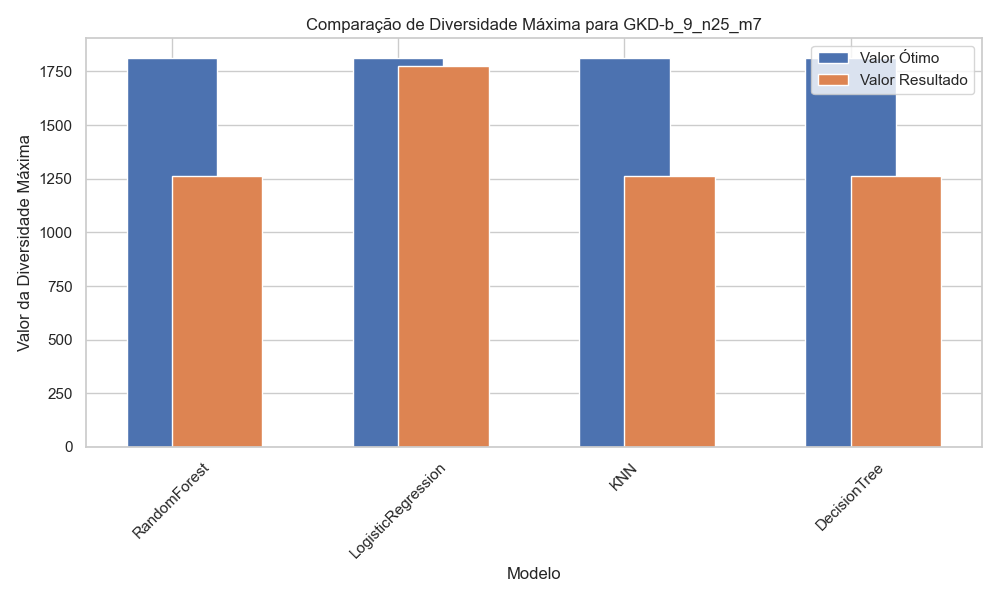 Comparação de Diversidade Máxima para GKD-b_9_n25_m7
Valor Ótimo
Valor Resultado
Valor da Diversidade Máxima
1750
1500
1250
1000
750
500
250
0
RandomForest
LogisticRegression
KNN
DecisionTree
Modelo